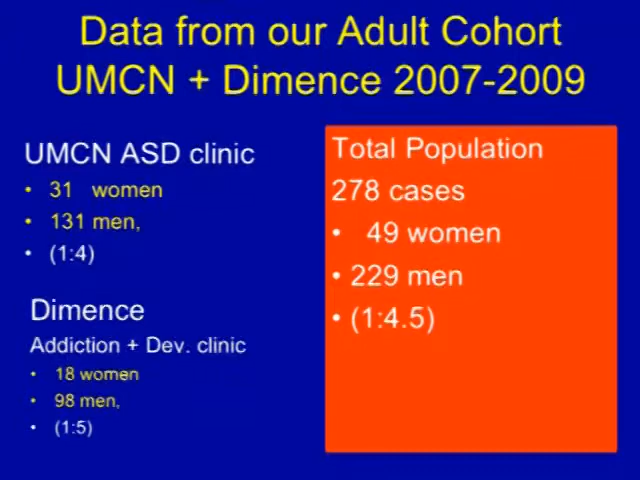 Data from our Adult Cohort
UMCN + Dimence 2007-2009
UMCN ASD clinic
• 31 women
• 131 men,
• (1:4)
Dimence
Addiction + Dev. clinic
• 18 women
• 98 men,
• (1:5)
Total Population
278 cases
• 49 women
• 229 men
• (1:4.5)